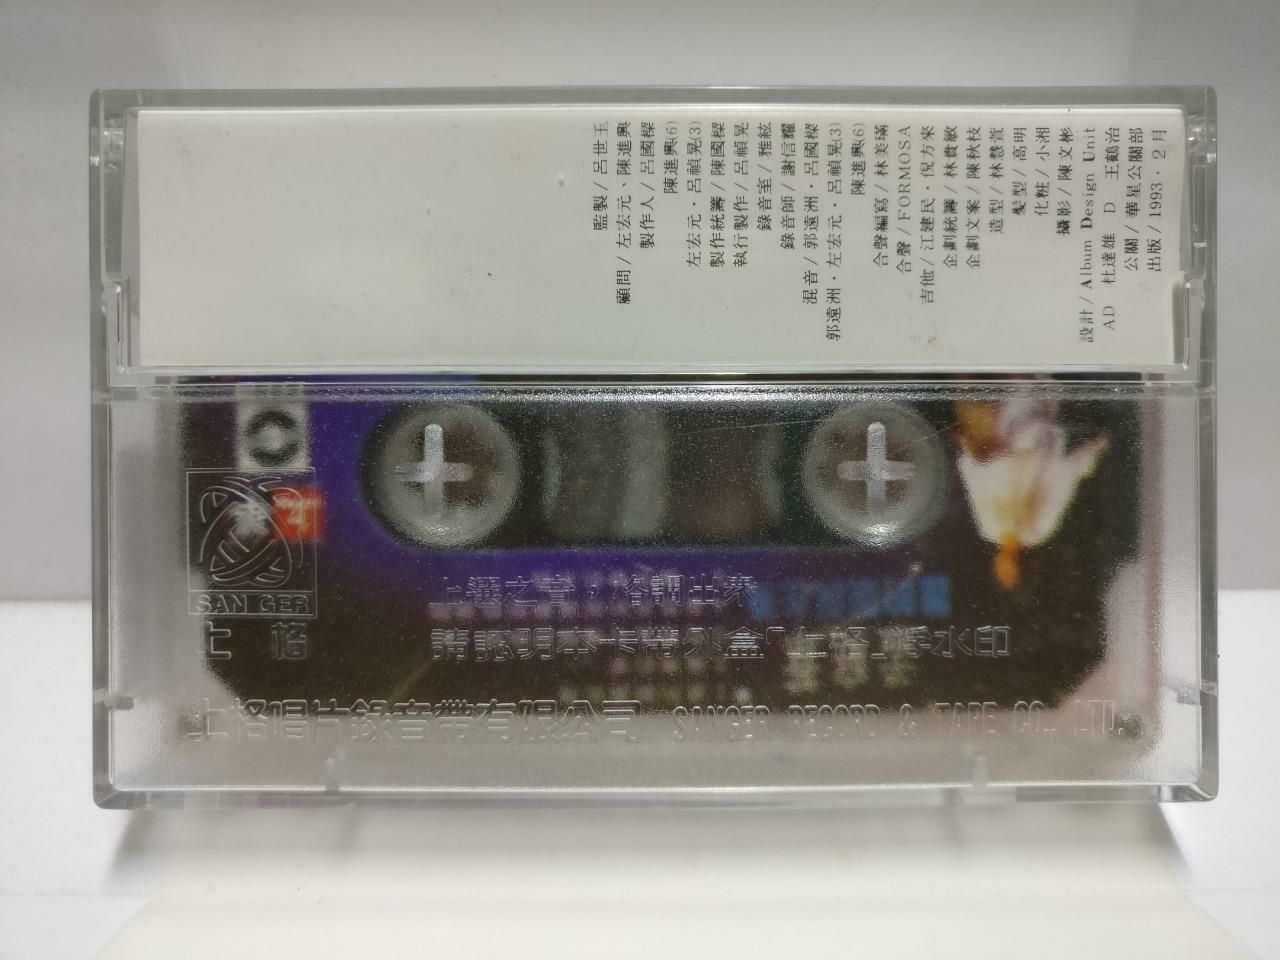 監製/呂世玉
顧問/左宏元、陳進興
製作人/呂國樑
陳進興(6)
左宏元・呂禎晃(3)
製作統籌/陳國樑
執行製作/呂禎晃
錄音室/雅絃
錄音師/謝信耀
混音/郭遠洲・呂國樑
郭遠洲・左宏元・呂禎晃(3)
陳進興(6)
合聲編寫/林美璊
合聲/FORMOSA
吉他/江建民・倪方來
企劃統籌/林貴敏
企劃文案/陳秋枝
造型/林慧萱
髮型/高明
化粧/小湘
攝影/陳文彬
設計/Album Design Unit
AD 杜達雄 D 王鶴治
公關/華星公關部
出版/1993・2月
SAN GER
上格
上選之音・格調出眾
請認明本卡帶外盒「上格」浮水印
上格唱片錄音帶有限公司 SANGER RECORD & TAPE CO., LTD.